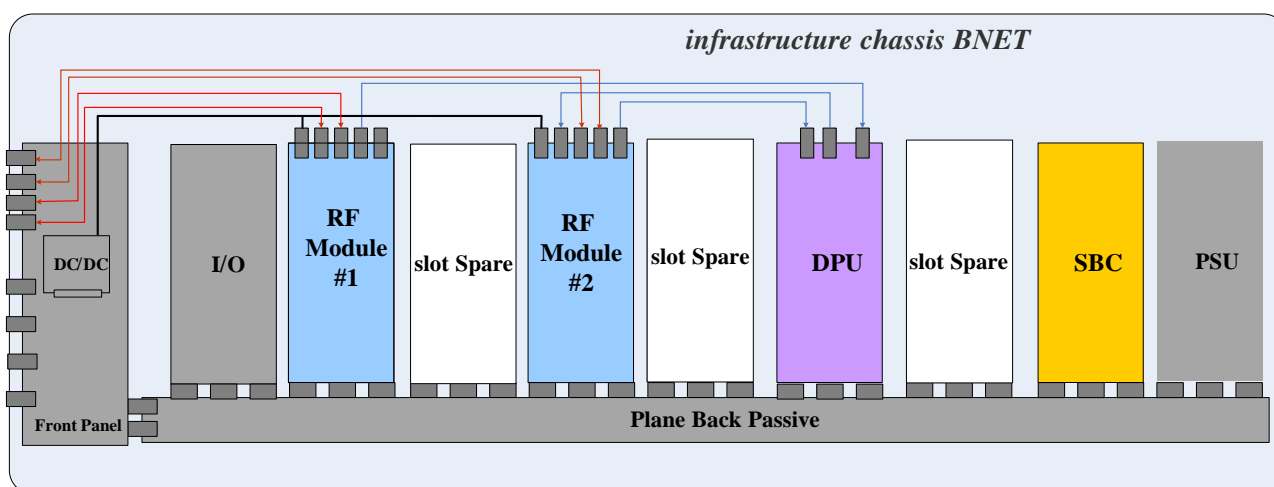 infrastructure chassis BNET
DC/DC
Front Panel
I/O
RF
Module
#1
slot Spare
RF
Module
#2
slot Spare
DPU
slot Spare
SBC
PSU
Plane Back Passive